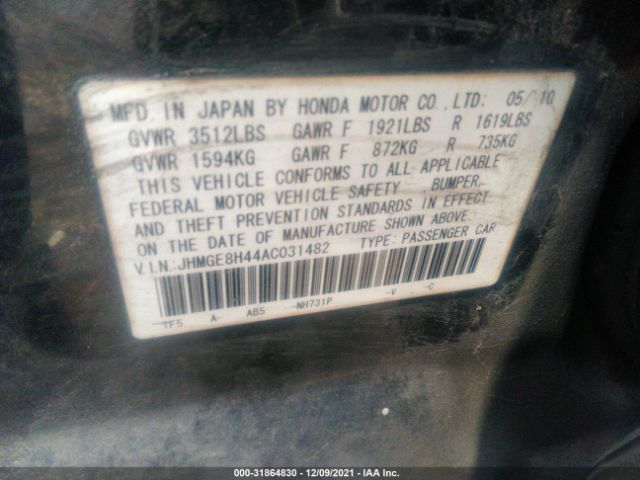 MFD. IN JAPAN BY HONDA MOTOR CO., LTD: 05/10
GVWR 3512LBS GAWR F 1921LBS R 1619LBS
GVWR 1594KG GAWR F 872KG R 735KG
THIS VEHICLE CONFORMS TO ALL APPLICABLE
FEDERAL MOTOR VEHICLE SAFETY BUMPER,
AND THEFT PREVENTION STANDARDS IN EFFECT
ON THE DATE OF MANUFACTURE SHOWN ABOVE.
V.I.N.:JHMGE8H44AC031482 TYPE: PASSENGER CAR
TF5 A- AB5 --NH731P -V -C
000-31864830 - 12/09/2021 - IAA Inc.